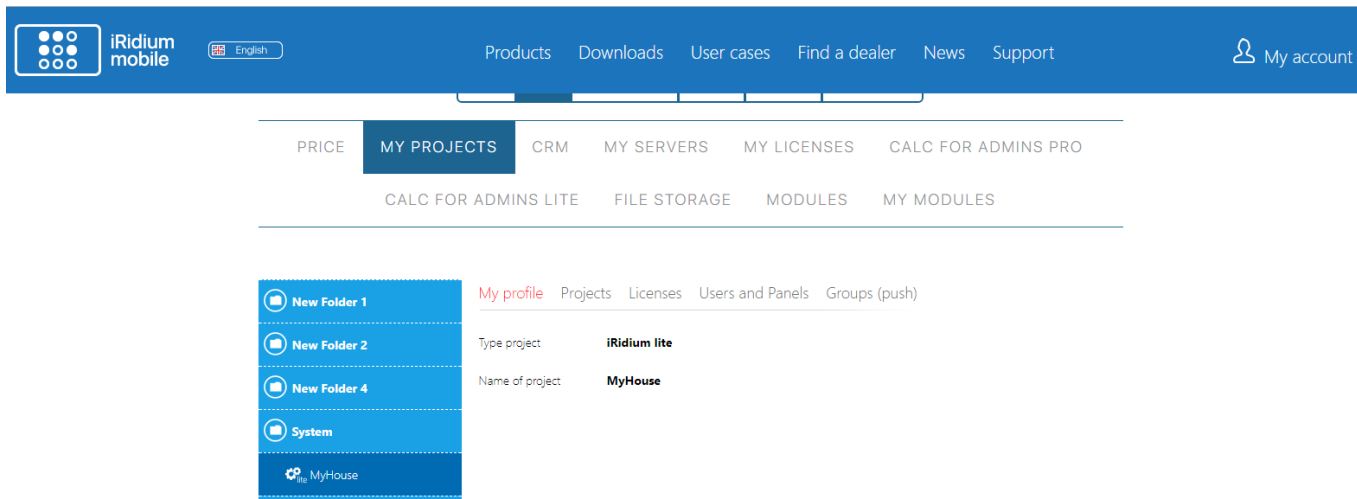 iRidium
mobile
English
Products Downloads User cases Find a dealer News Support
My account
PRICE MY PROJECTS CRM MY SERVERS MY LICENSES CALC FOR ADMINS PRO
CALC FOR ADMINS LITE FILE STORAGE MODULES MY MODULES
New Folder 1
New Folder 2
New Folder 4
System
lite MyHouse
My profile Projects Licenses Users and Panels Groups (push)
Type project iRidium lite
Name of project MyHouse